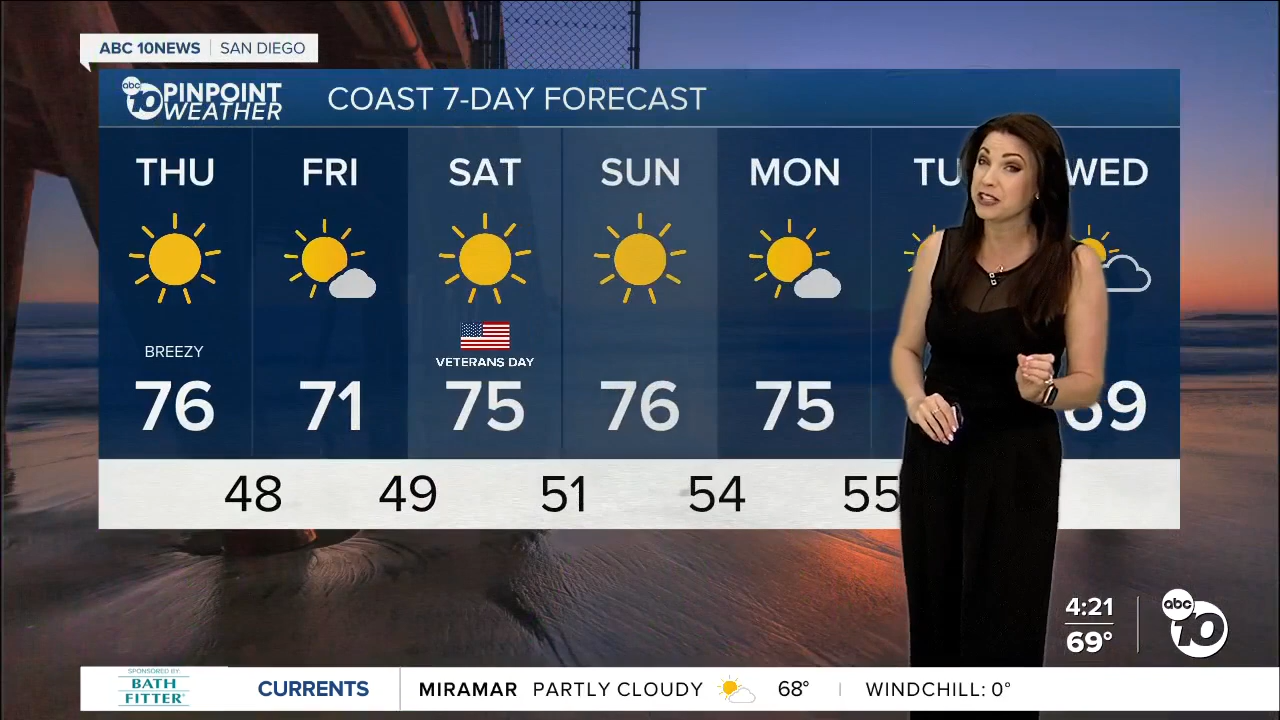 ABC 10NEWS | SAN DIEGO
abc 10 PINPOINT WEATHER
COAST 7-DAY FORECAST
THU FRI SAT SUN MON TU WED
BREEZY
VETERANS DAY
76 71 75 76 75 69
48 49 51 54 55
4:21
69°
abc 10
SPONSORED BY:
BATH FITTER
CURRENTS
MIRAMAR PARTLY CLOUDY 68° WINDCHILL: 0°